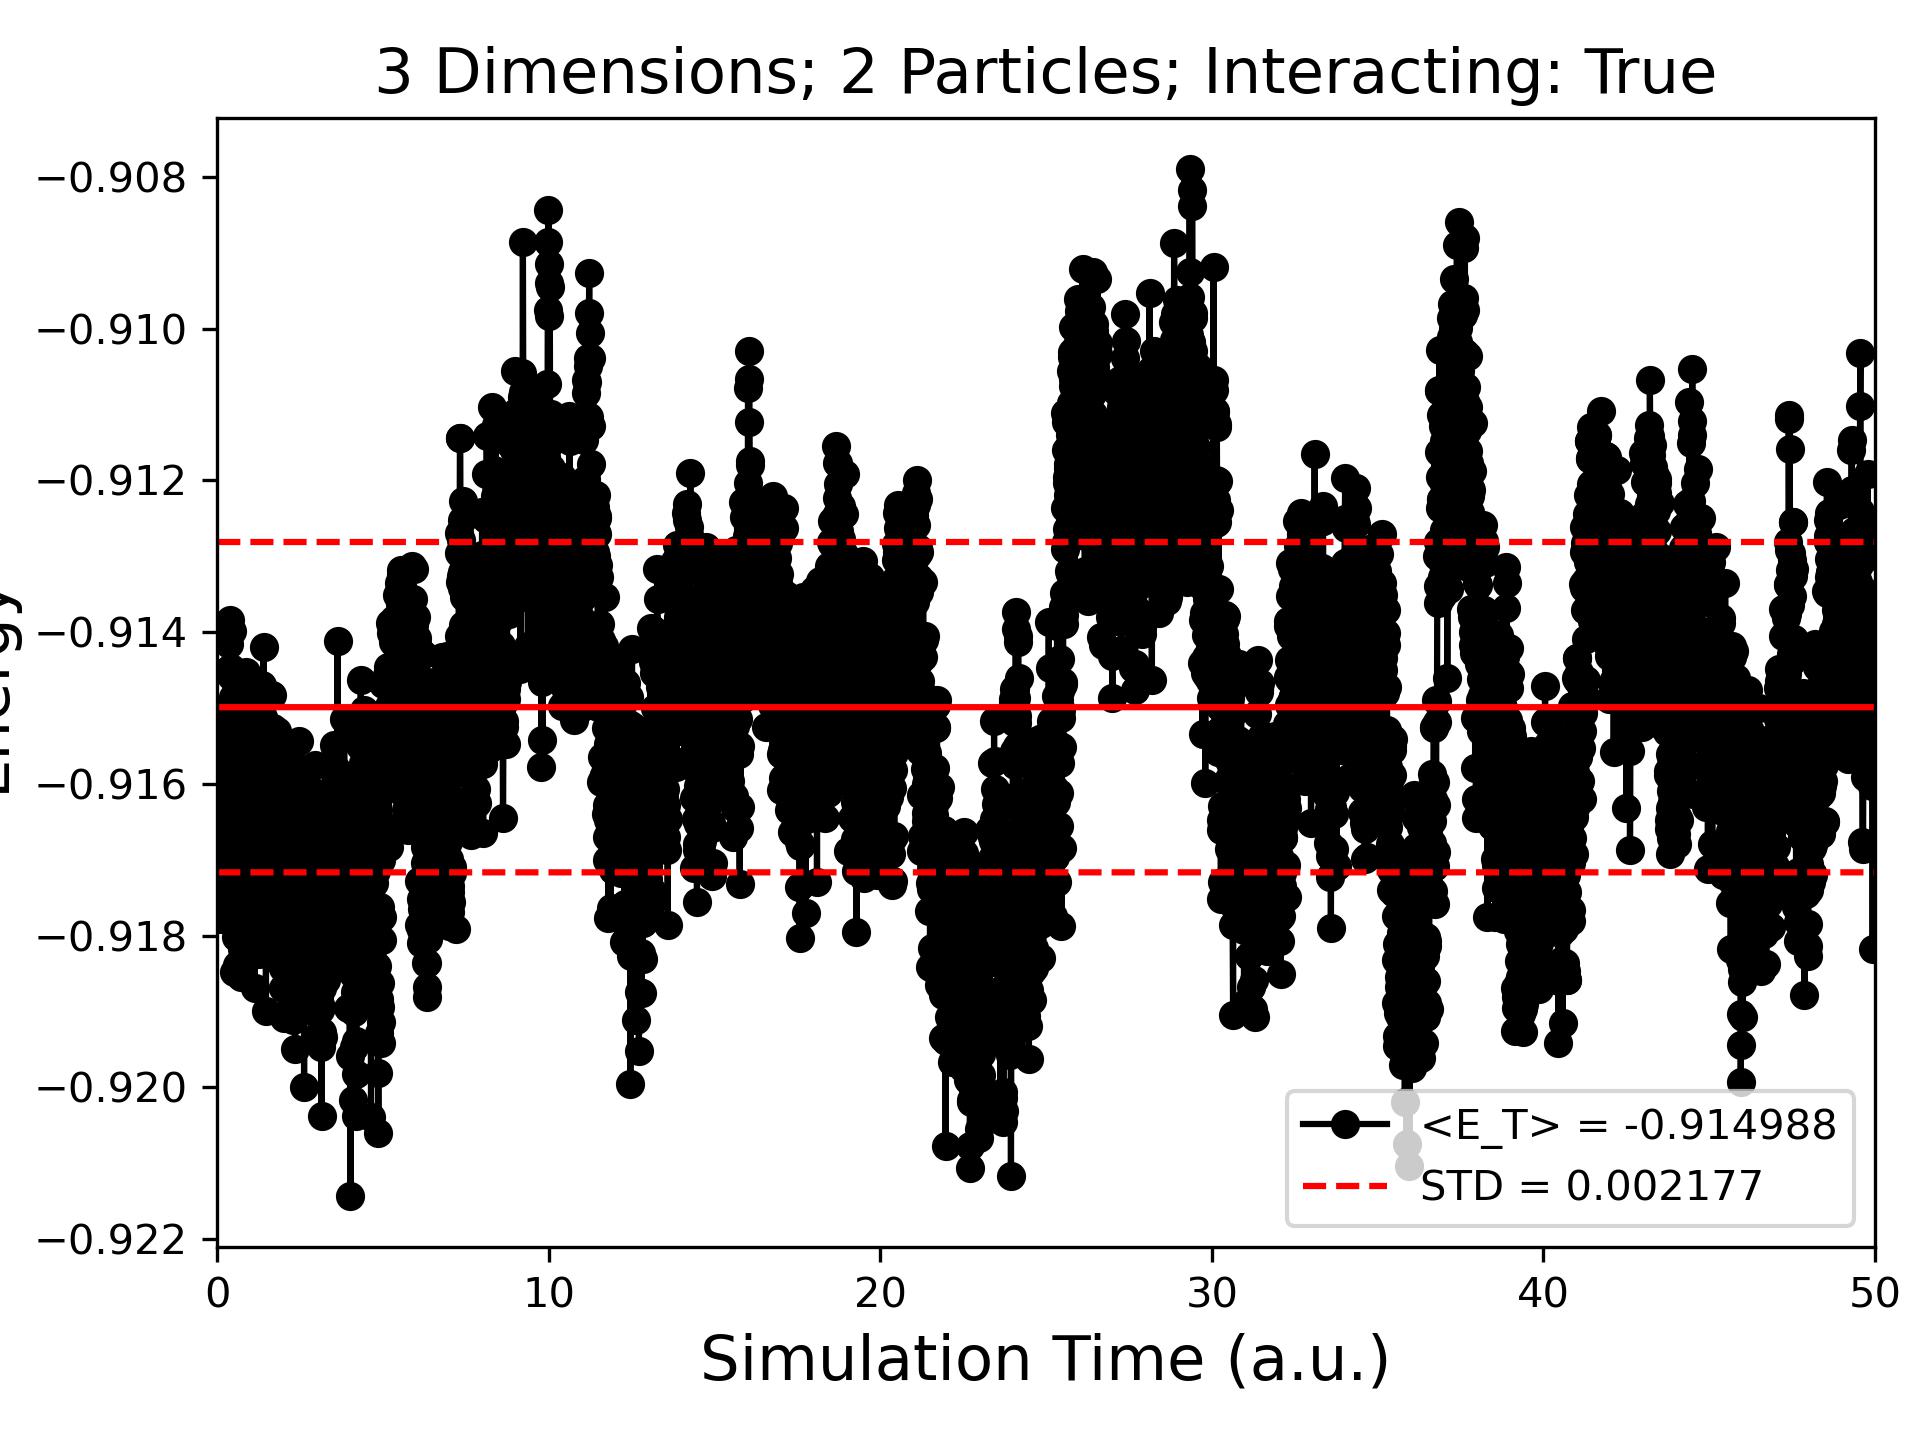 3 Dimensions; 2 Particles; Interacting: True
−0.908
−0.910
−0.912
−0.914
−0.916
−0.918
−0.920
−0.922
Energy
<E_T> = -0.914988
STD = 0.002177
0 10 20 30 40 50
Simulation Time (a.u.)